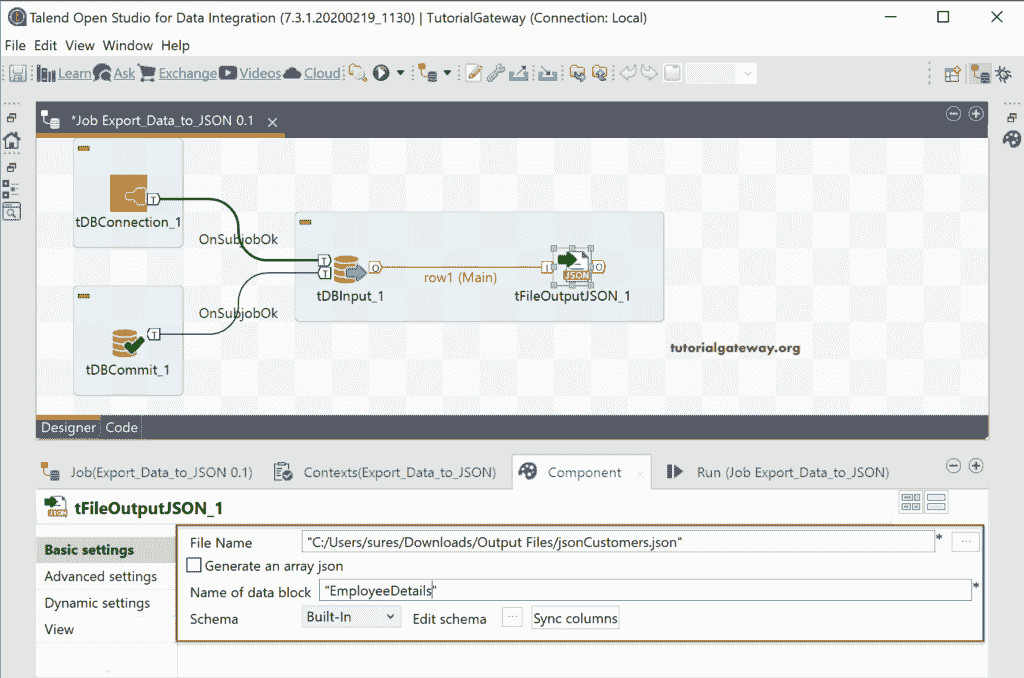 Talend Open Studio for Data Integration (7.3.1.20200219_1130) | TutorialGateway (Connection: Local)
File Edit View Window Help
Learn Ask Exchange Videos Cloud
*Job Export_Data_to_JSON 0.1
T
tDBConnection_1
OnSubjobOk
T
T
O
tDBInput_1
row1 (Main)
I
JSON
O
tFileOutputJSON_1
OnSubjobOk
T
tDBCommit_1
tutorialgateway.org
Designer Code
Job(Export_Data_to_JSON 0.1) Contexts(Export_Data_to_JSON) Component Run (Job Export_Data_to_JSON)
tFileOutputJSON_1
Basic settings
Advanced settings
Dynamic settings
View
File Name "C:/Users/sures/Downloads/Output Files/jsonCustomers.json" * ...
Generate an array json
Name of data block "EmployeeDetails" *
Schema Built-In Edit schema ... Sync columns